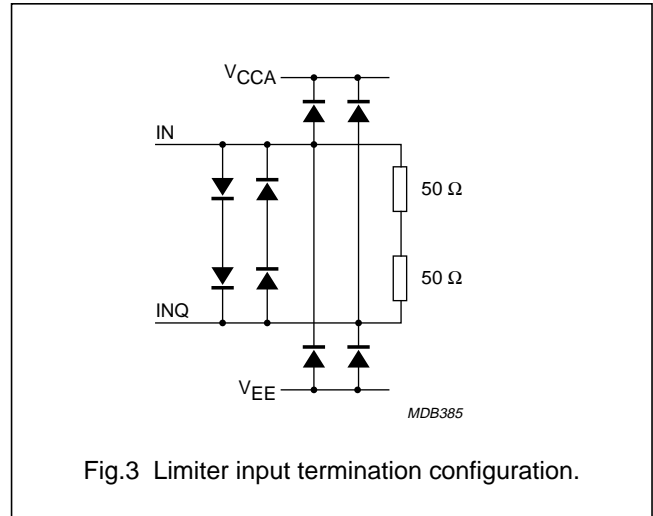 VCCA
IN
50 Ω
50 Ω
INQ
VEE
MDB385
Fig.3 Limiter input termination configuration.